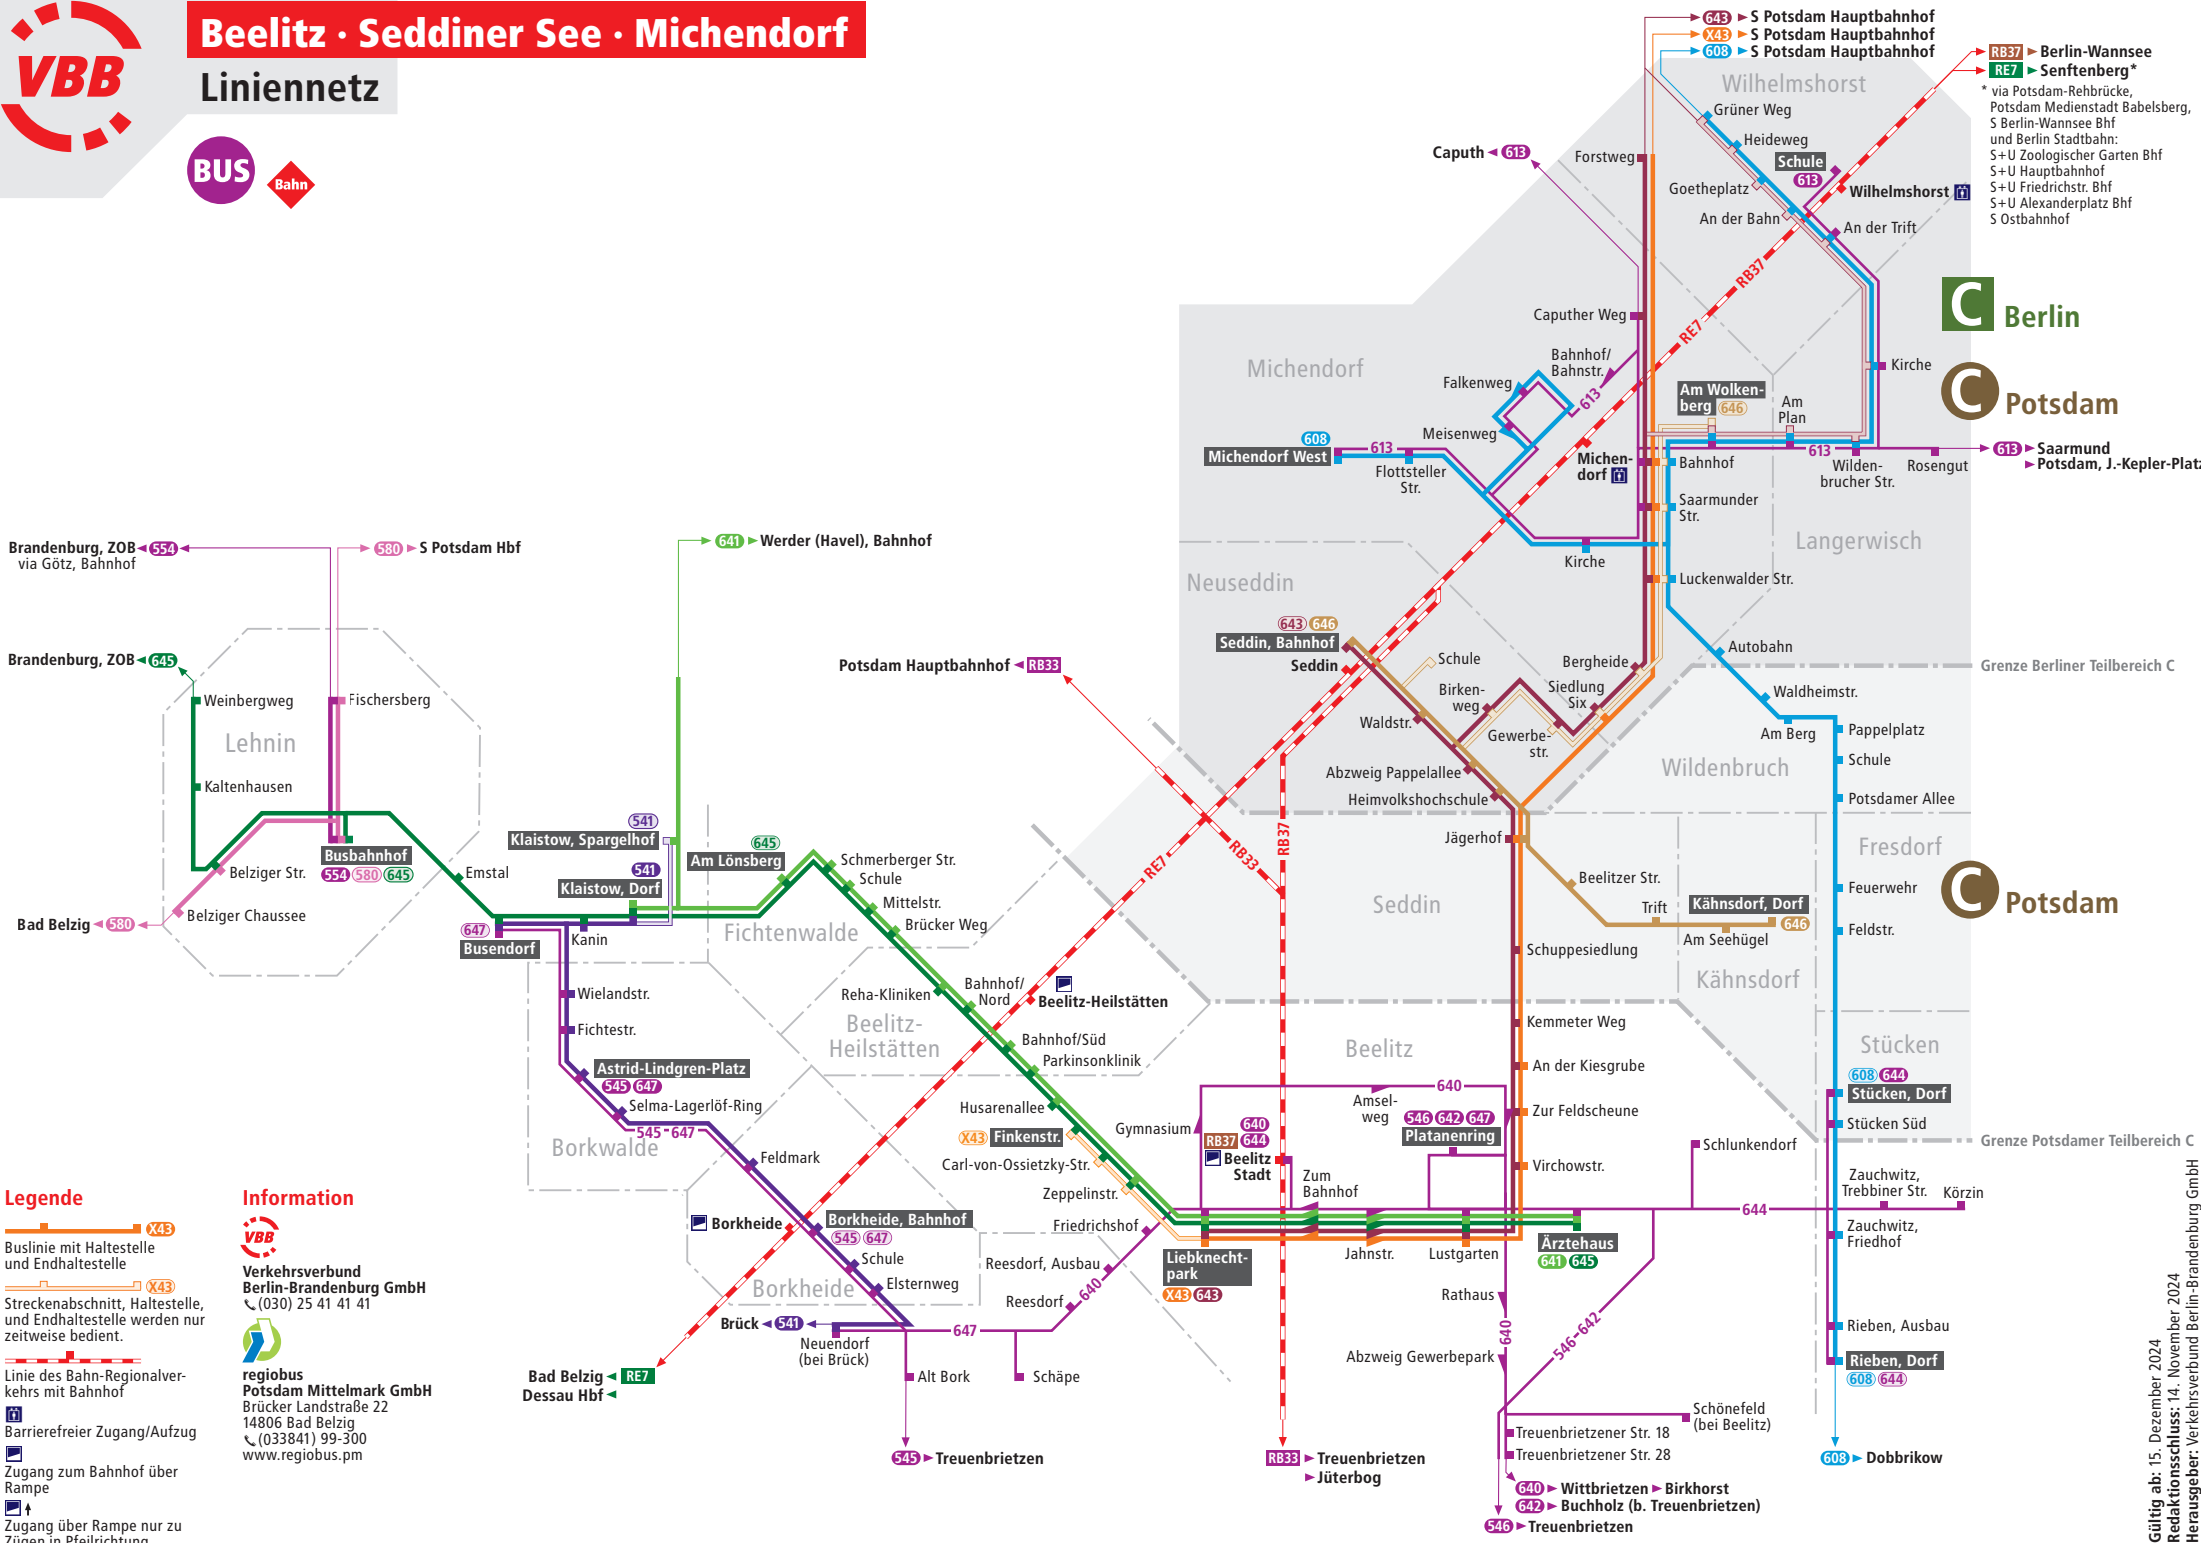 VBB
Beelitz · Seddiner See · Michendorf
Liniennetz
BUS
Bahn
643 S Potsdam Hauptbahnhof
X43 S Potsdam Hauptbahnhof
608 S Potsdam Hauptbahnhof
RB37 Berlin-Wannsee
RE7 Senftenberg*
* via Potsdam-Rehbrücke,
Potsdam Medienstadt Babelsberg,
S Berlin-Wannsee Bhf
und Berlin Stadtbahn:
S+U Zoologischer Garten Bhf
S+U Hauptbahnhof
S+U Friedrichstr. Bhf
S+U Alexanderplatz Bhf
S Ostbahnhof
Wilhelmshorst
Grüner Weg
Heideweg
Schule
613
Caputh 613
Forstweg
Goetheplatz
Wilhelmshorst
An der Bahn
An der Trift
RB37
RE7
C Berlin
C Potsdam
Caputher Weg
Bahnhof/
Bahnstr.
Michendorf
Falkenweg
613
Meisenweg
608
Michendorf West
613
Flottsteller
Str.
Michen-
dorf
Am Wolken-
berg 646
Am
Plan
Kirche
Bahnhof
613
Wilden-
brucher Str.
Rosengut
613 Saarmund
Potsdam, J.-Kepler-Platz
Saarmunder
Str.
Langerwisch
Kirche
Luckenwalder Str.
Neuseddin
643 646
Seddin, Bahnhof
Seddin
Schule
Bergheide
Autobahn
Grenze Berliner Teilbereich C
Birken-
weg
Siedlung
Six
Waldstr.
Gewerbe-
str.
Waldheimstr.
Am Berg
Pappelplatz
Schule
Wildenbruch
Abzweig Pappelallee
Heimvolkshochschule
Potsdamer Allee
Jägerhof
Fresdorf
Beelitzer Str.
Feuerwehr
C Potsdam
Seddin
Trift
Kähnsdorf, Dorf
646
Am Seehügel
Feldstr.
Schuppesiedlung
Kähnsdorf
Brandenburg, ZOB 554
via Götz, Bahnhof
580 S Potsdam Hbf
641 Werder (Havel), Bahnhof
Brandenburg, ZOB 645
Potsdam Hauptbahnhof RB33
Weinbergweg
Fischersberg
Lehnin
Kaltenhausen
Busbahnhof
554 580 645
Belziger Str.
Emstal
Belziger Chaussee
Bad Belzig 580
541
Klaistow, Spargelhof
541
Klaistow, Dorf
645
Am Lönsberg
Schmerberger Str.
Schule
Mittelstr.
Brücker Weg
Fichtenwalde
647
Busendorf
Kanin
RE7
RB33
RB37
Wielandstr.
Fichtestr.
Reha-Kliniken
Bahnhof/
Nord
Beelitz-Heilstätten
Beelitz-
Heilstätten
Bahnhof/Süd
Parkinsonklinik
Astrid-Lindgren-Platz
545 647
Selma-Lagerlöf-Ring
545-647
Borkwalde
Feldmark
Husarenallee
X43 Finkenstr.
Carl-von-Ossietzky-Str.
Zeppelinstr.
Borkheide
Borkheide, Bahnhof
545 647
Schule
Elsternweg
Borkheide
Friedrichshof
Reesdorf, Ausbau
Reesdorf
640
Brück 541
Neuendorf
(bei Brück)
647
Alt Bork
Schäpe
Bad Belzig RE7
Dessau Hbf
545 Treuenbrietzen
Beelitz
Kemmeter Weg
An der Kiesgrube
640
Amsel-
weg
546 642 647
Platanenring
Zur Feldscheune
Gymnasium
640
RB37 644
Beelitz
Stadt
Zum
Bahnhof
Virchowstr.
Schlunkendorf
Stücken
608 644
Stücken, Dorf
Stücken Süd
Grenze Potsdamer Teilbereich C
Zauchwitz,
Trebbiner Str.
Körzin
644
Zauchwitz,
Friedhof
Liebknecht-
park
X43 643
Jahnstr.
Lustgarten
Ärztehaus
641 645
Rathaus
640
Abzweig Gewerbepark
546-642
Rieben, Ausbau
Rieben, Dorf
608 644
Schönefeld
(bei Beelitz)
Treuenbrietzener Str. 18
Treuenbrietzener Str. 28
RB33 Treuenbrietzen
Jüterbog
640 Wittbrietzen Birkhorst
642 Buchholz (b. Treuenbrietzen)
546 Treuenbrietzen
608 Dobbrikow
Legende
X43
Buslinie mit Haltestelle
und Endhaltestelle
X43
Streckenabschnitt, Haltestelle,
und Endhaltestelle werden nur
zeitweise bedient.
Linie des Bahn-Regionalver-
kehrs mit Bahnhof
Barrierefreier Zugang/Aufzug
Zugang zum Bahnhof über
Rampe
Zugang über Rampe nur zu
Zügen in Pfeilrichtung
Information
VBB
Verkehrsverbund
Berlin-Brandenburg GmbH
(030) 25 41 41 41
regiobus
Potsdam Mittelmark GmbH
Brücker Landstraße 22
14806 Bad Belzig
(033841) 99-300
www.regiobus.pm
Gültig ab: 15. Dezember 2024
Redaktionsschluss: 14. November 2024
Herausgeber: Verkehrsverbund Berlin-Brandenburg GmbH